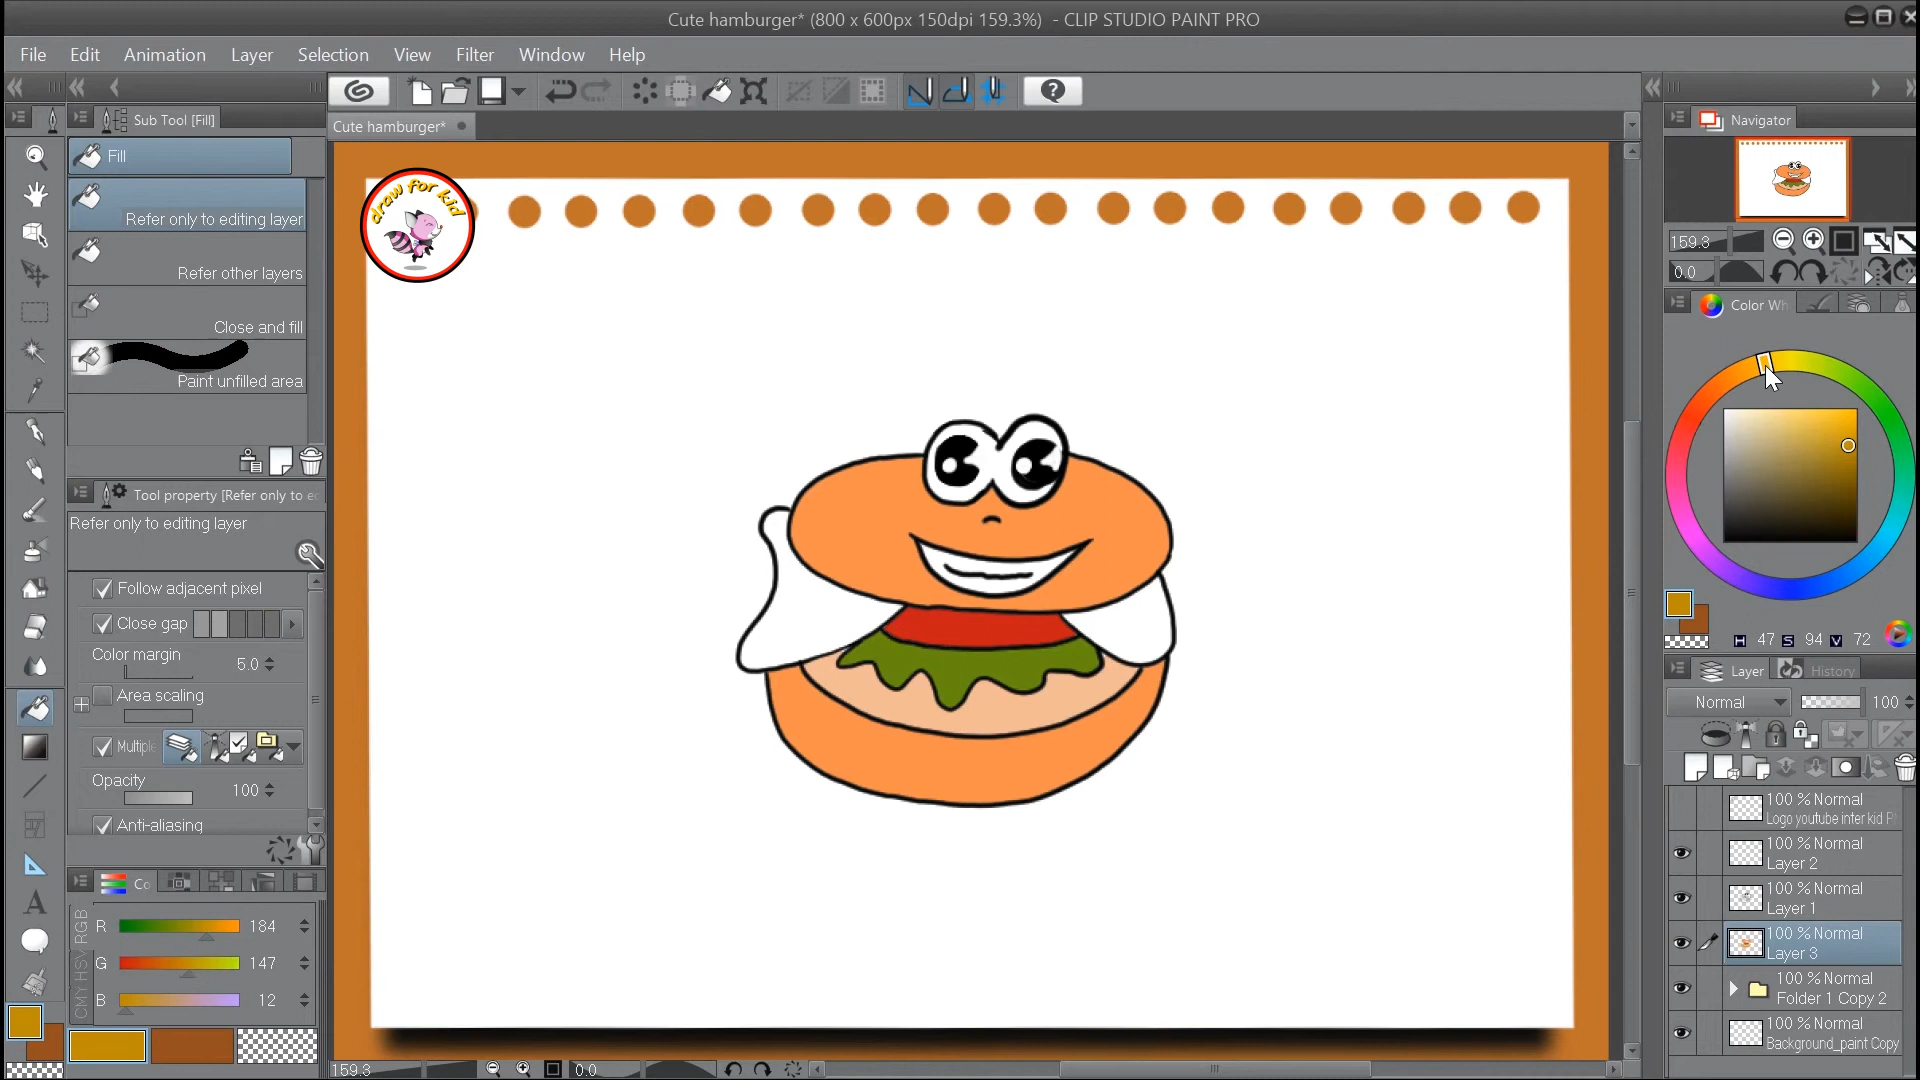 Cute hamburger* (800 x 600px 150dpi 159.3%) - CLIP STUDIO PAINT PRO
File Edit Animation Layer Selection View Filter Window Help
Sub Tool [Fill]
Cute hamburger*
Navigator
Fill
Refer only to editing layer
Refer other layers
Close and fill
Paint unfilled area
draw for kid
159.3
0.0
Color Wh
Tool property [Refer only to ec
Refer only to editing layer
Follow adjacent pixel
Close gap
Color margin 5.0
Area scaling
Multiple
Opacity 100
Anti-aliasing
H 47 S 94 V 72
Layer History
Normal 100
100 % Normal
Logo youtube inter kid P
100 % Normal
Layer 2
100 % Normal
Layer 1
100 % Normal
Layer 3
100 % Normal
Folder 1 Copy 2
100 % Normal
Background_paint Copy
Co
RGB
HSV
CMY
R 184
G 147
B 12
159.3 0.0